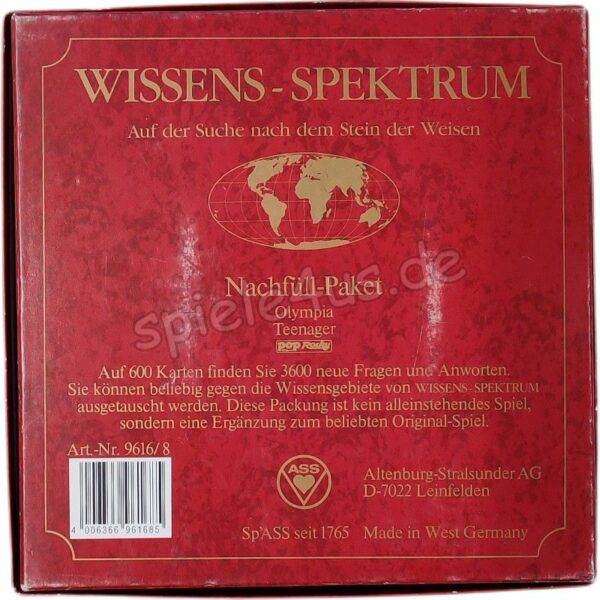 WISSENS-SPEKTRUM
Auf der Suche nach dem Stein der Weisen
Nachfüll-Paket
spiele4us.de
Olympia
Teenager
pop Rocky
Auf 600 Karten finden Sie 3600 neue Fragen und Anworten.
Sie können beliebig gegen die Wissensgebiete von WISSENS-SPEKTRUM
ausgetauscht werden. Diese Packung ist kein alleinstehendes Spiel,
sondern eine Ergänzung zum beliebten Original-Spiel.
Art.-Nr. 9616/8
4 006366 961685
ASS
Altenburg-Stralsunder AG
D-7022 Leinfelden
Sp'ASS seit 1765 Made in West Germany